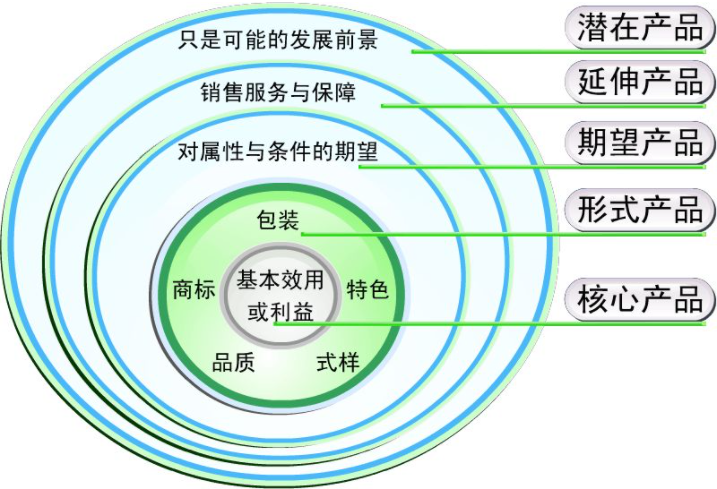 只是可能的发展前景
潜在产品
销售服务与保障
延伸产品
对属性与条件的期望
期望产品
包装
形式产品
商标
基本效用
或利益
特色
核心产品
品质
式样